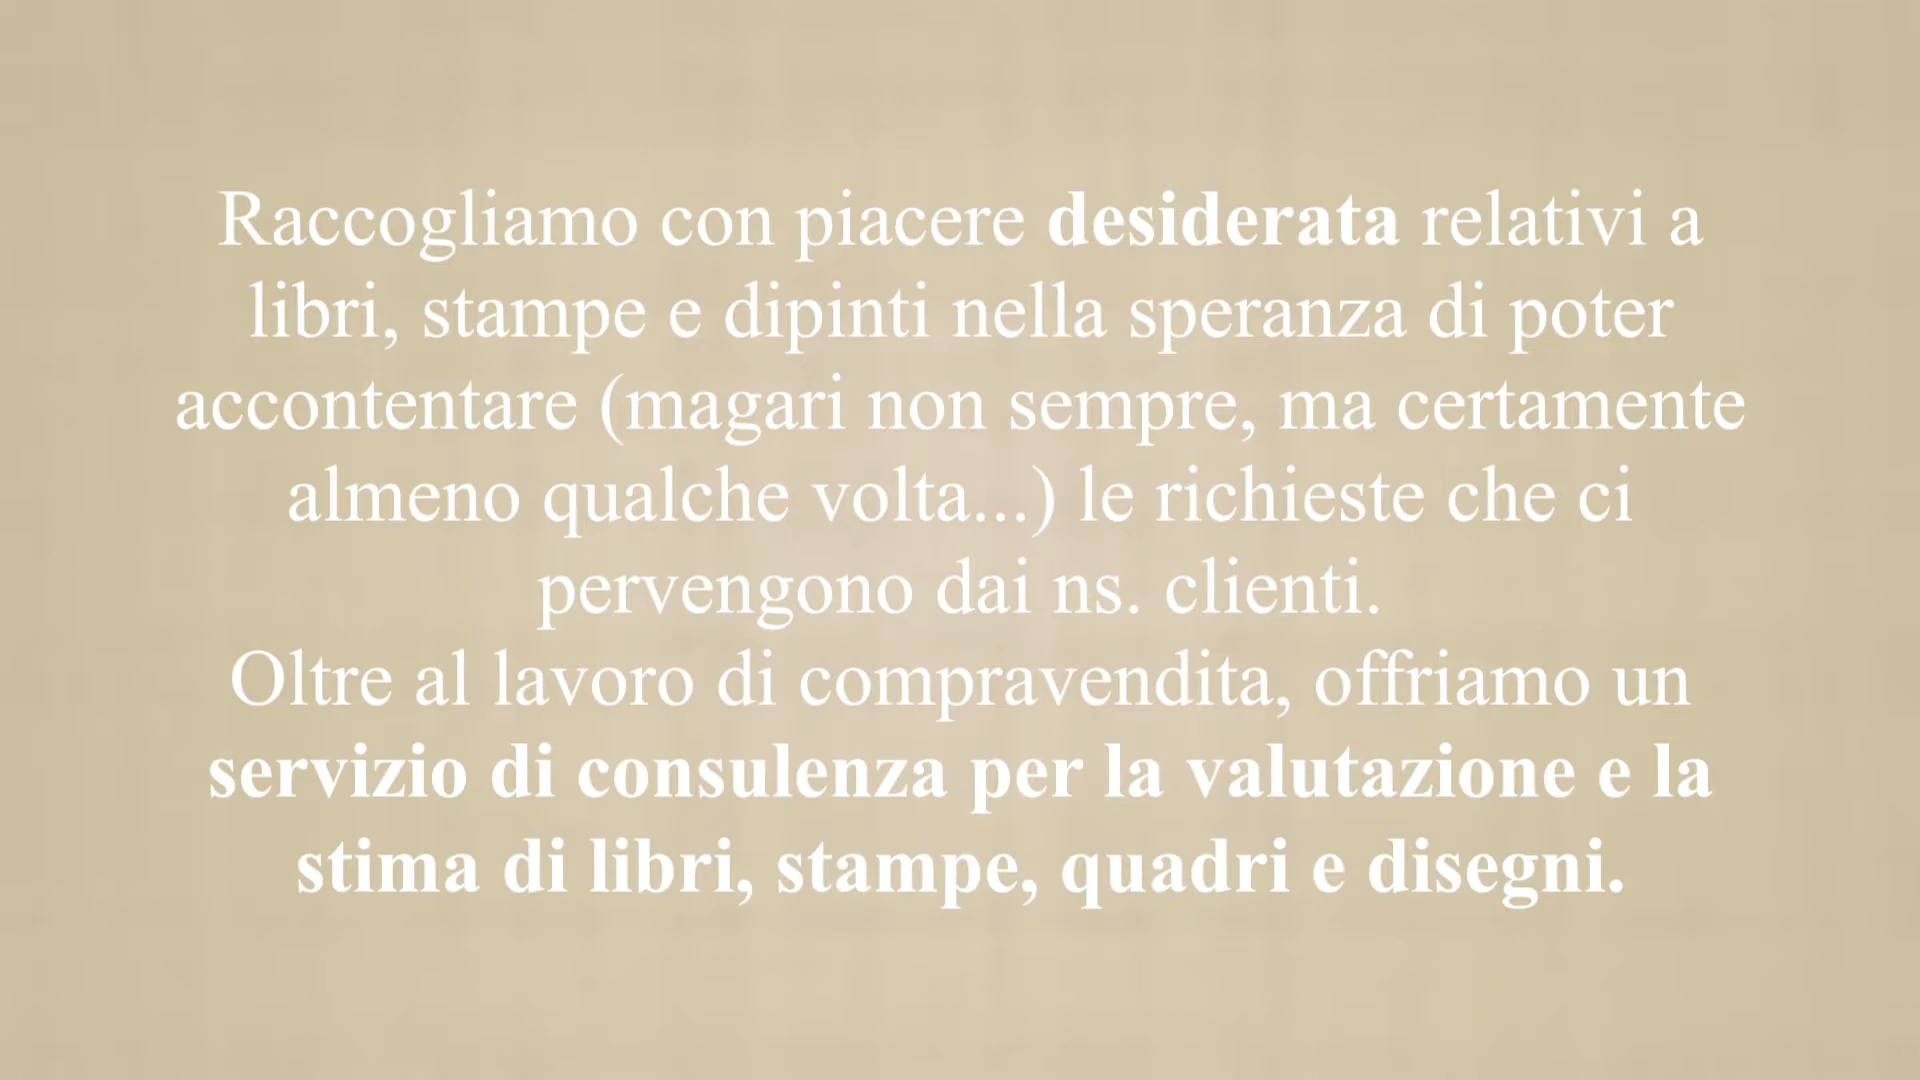 Raccogliamo con piacere desiderata relativi a
libri, stampe e dipinti nella speranza di poter
accontentare (magari non sempre, ma certamente
almeno qualche volta...) le richieste che ci
pervengono dai ns. clienti.
Oltre al lavoro di compravendita, offriamo un
servizio di consulenza per la valutazione e la
stima di libri, stampe, quadri e disegni.